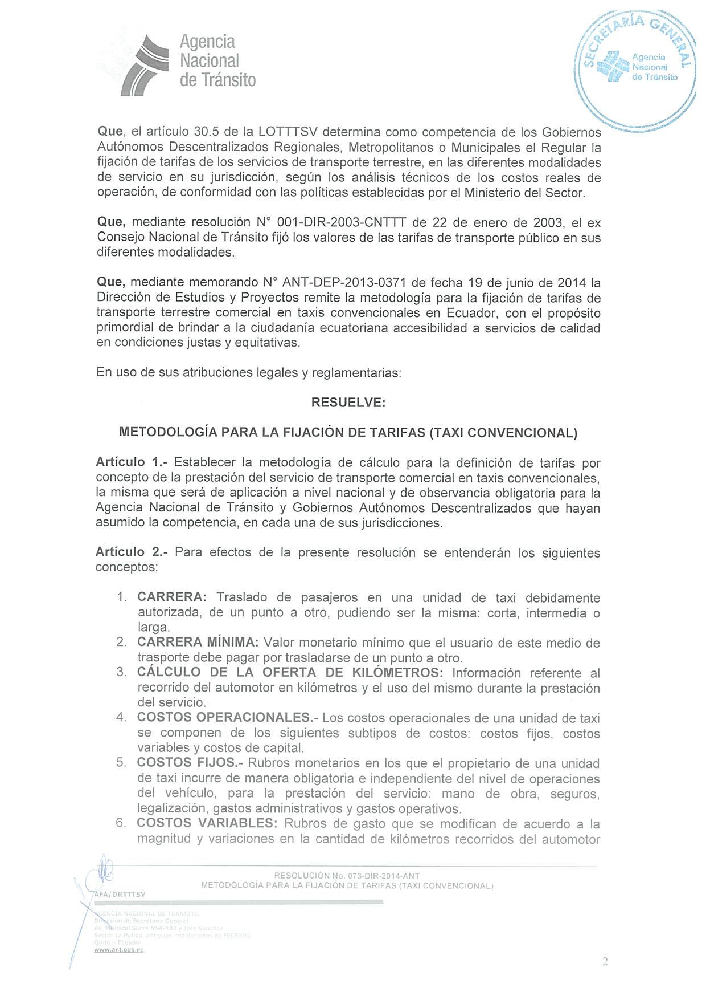 Agencia
Nacional
de Tránsito
SECRETARÍA GENERAL
Agencia
Nacional
de Tránsito
Que, el artículo 30.5 de la LOTTTSV determina como competencia de los Gobiernos
Autónomos Descentralizados Regionales, Metropolitanos o Municipales el Regular la
fijación de tarifas de los servicios de transporte terrestre, en las diferentes modalidades
de servicio en su jurisdicción, según los análisis técnicos de los costos reales de
operación, de conformidad con las políticas establecidas por el Ministerio del Sector.
Que, mediante resolución N° 001-DIR-2003-CNTTT de 22 de enero de 2003, el ex
Consejo Nacional de Tránsito fijó los valores de las tarifas de transporte público en sus
diferentes modalidades.
Que, mediante memorando N° ANT-DEP-2013-0371 de fecha 19 de junio de 2014 la
Dirección de Estudios y Proyectos remite la metodología para la fijación de tarifas de
transporte terrestre comercial en taxis convencionales en Ecuador, con el propósito
primordial de brindar a la ciudadanía ecuatoriana accesibilidad a servicios de calidad
en condiciones justas y equitativas.
En uso de sus atribuciones legales y reglamentarias:
RESUELVE:
METODOLOGÍA PARA LA FIJACIÓN DE TARIFAS (TAXI CONVENCIONAL)
Artículo 1.- Establecer la metodología de cálculo para la definición de tarifas por
concepto de la prestación del servicio de transporte comercial en taxis convencionales,
la misma que será de aplicación a nivel nacional y de observancia obligatoria para la
Agencia Nacional de Tránsito y Gobiernos Autónomos Descentralizados que hayan
asumido la competencia, en cada una de sus jurisdicciones.
Artículo 2.- Para efectos de la presente resolución se entenderán los siguientes
conceptos:
1. CARRERA: Traslado de pasajeros en una unidad de taxi debidamente
autorizada, de un punto a otro, pudiendo ser la misma: corta, intermedia o
larga.
2. CARRERA MÍNIMA: Valor monetario mínimo que el usuario de este medio de
trasporte debe pagar por trasladarse de un punto a otro.
3. CÁLCULO DE LA OFERTA DE KILÓMETROS: Información referente al
recorrido del automotor en kilómetros y el uso del mismo durante la prestación
del servicio.
4. COSTOS OPERACIONALES.- Los costos operacionales de una unidad de taxi
se componen de los siguientes subtipos de costos: costos fijos, costos
variables y costos de capital.
5. COSTOS FIJOS.- Rubros monetarios en los que el propietario de una unidad
de taxi incurre de manera obligatoria e independiente del nivel de operaciones
del vehículo, para la prestación del servicio: mano de obra, seguros,
legalización, gastos administrativos y gastos operativos.
6. COSTOS VARIABLES: Rubros de gasto que se modifican de acuerdo a la
magnitud y variaciones en la cantidad de kilómetros recorridos del automotor
RESOLUCIÓN No. 073-DIR-2014-ANT
METODOLOGÍA PARA LA FIJACIÓN DE TARIFAS (TAXI CONVENCIONAL)
AFA/DRTTTSV
AGENCIA NACIONAL DE TRANSITO
Dirección de Secretaría General
Av. Mariscal Sucre N54-103 y José Sánchez
Sector La Pulida, antiguas instalaciones de FEREXPO
Quito – Ecuador
www.ant.gob.ec
2